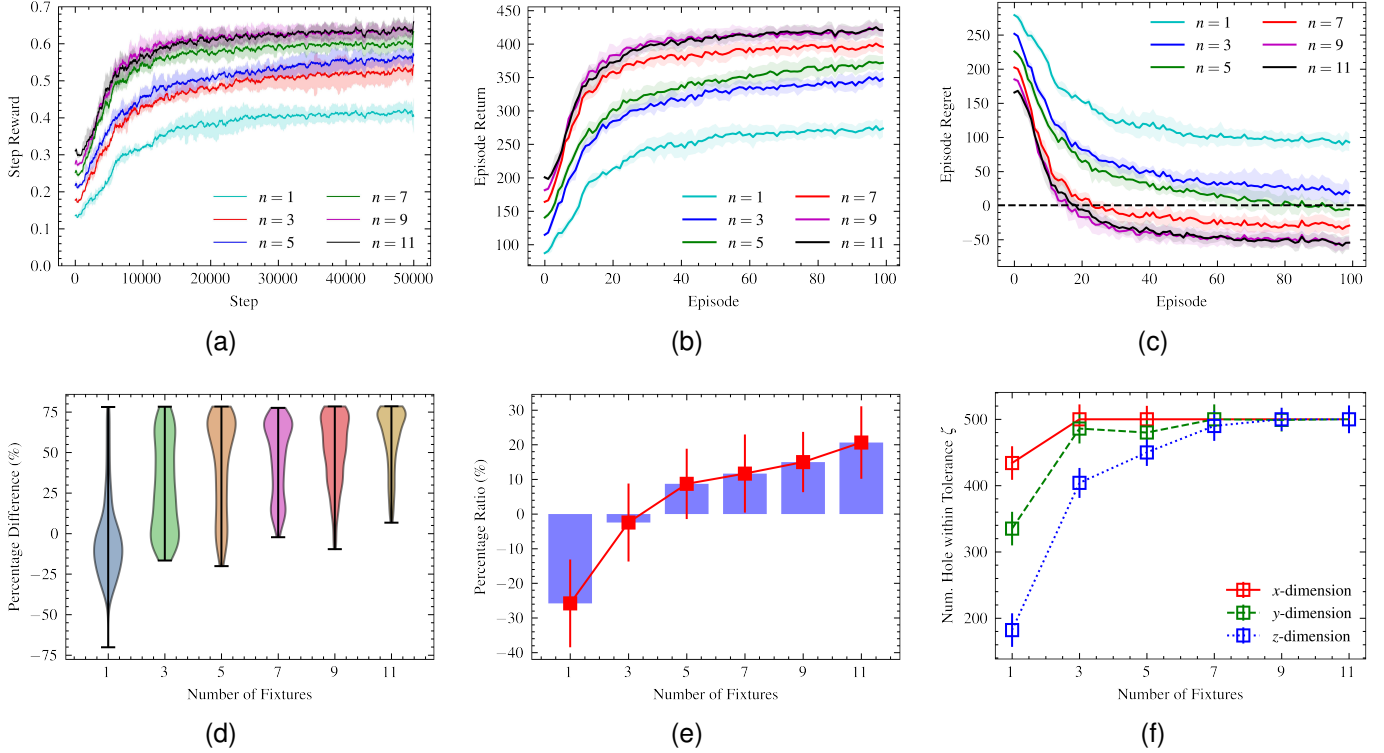 0.7
0.6
0.5
0.4
0.3
0.2
0.1
0.0
Step Reward
n = 1
n = 3
n = 5
n = 7
n = 9
n = 11
0
10000
20000
30000
40000
50000
Step
(a)
450
400
350
300
250
200
150
100
Episode Return
n = 1
n = 3
n = 5
n = 7
n = 9
n = 11
0
20
40
60
80
100
Episode
(b)
250
200
150
100
50
0
−50
Episode Regret
n = 1
n = 3
n = 5
n = 7
n = 9
n = 11
0
20
40
60
80
100
Episode
(c)
75
50
25
0
−25
−50
−75
Percentage Difference (%)
1
3
5
7
9
11
Number of Fixtures
(d)
30
20
10
0
−10
−20
−30
−40
Percentage Ratio (%)
1
3
5
7
9
11
Number of Fixtures
(e)
500
400
300
200
Num. Hole within Tolerance ζ
x-dimension
y-dimension
z-dimension
1
3
5
7
9
11
Number of Fixtures
(f)